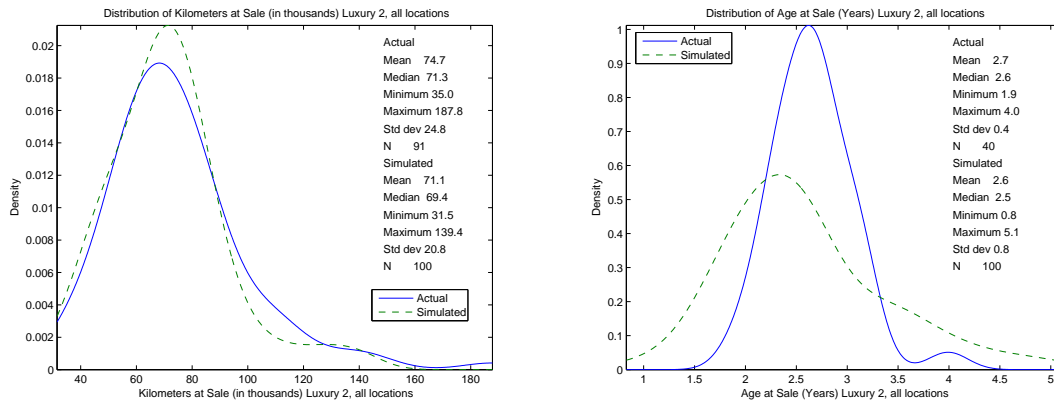 Distribution of Kilometers at Sale (in thousands) Luxury 2, all locations
0.02
0.018
0.016
0.014
0.012
0.01
0.008
0.006
0.004
0.002
0
Density
Actual
Mean 74.7
Median 71.3
Minimum 35.0
Maximum 187.8
Std dev 24.8
N 91
Simulated
Mean 71.1
Median 69.4
Minimum 31.5
Maximum 139.4
Std dev 20.8
N 100
Actual
Simulated
40 60 80 100 120 140 160 180
Kilometers at Sale (in thousands) Luxury 2, all locations
Distribution of Age at Sale (Years) Luxury 2, all locations
1
0.9
0.8
0.7
0.6
0.5
0.4
0.3
0.2
0.1
0
Density
Actual
Simulated
Actual
Mean 2.7
Median 2.6
Minimum 1.9
Maximum 4.0
Std dev 0.4
N 40
Simulated
Mean 2.6
Median 2.5
Minimum 0.8
Maximum 5.1
Std dev 0.8
N 100
1 1.5 2 2.5 3 3.5 4 4.5 5
Age at Sale (Years) Luxury 2, all locations